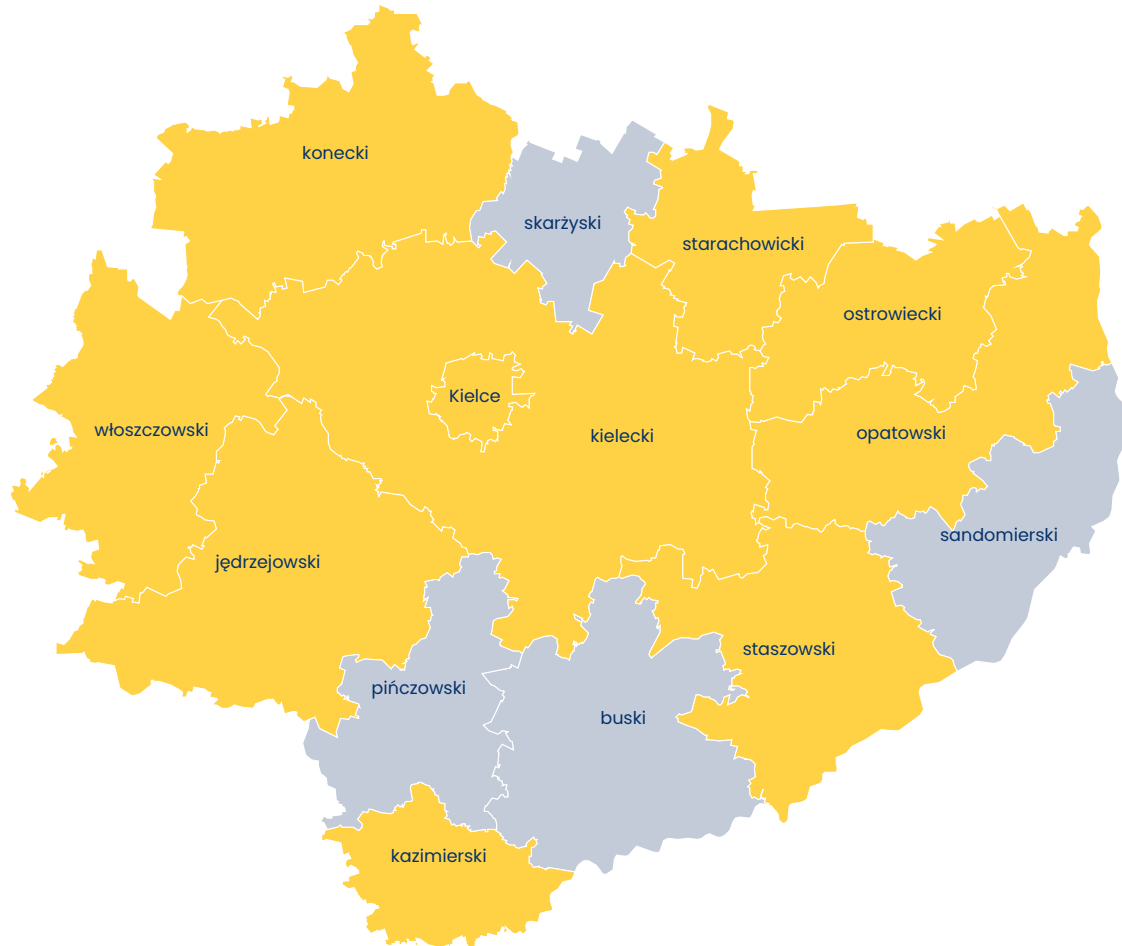 konecki
skarżyski
starachowicki
ostrowiecki
Kielce
włoszczowski
kielecki
opatowski
sandomierski
jędrzejowski
staszowski
pińczowski
buski
kazimierski